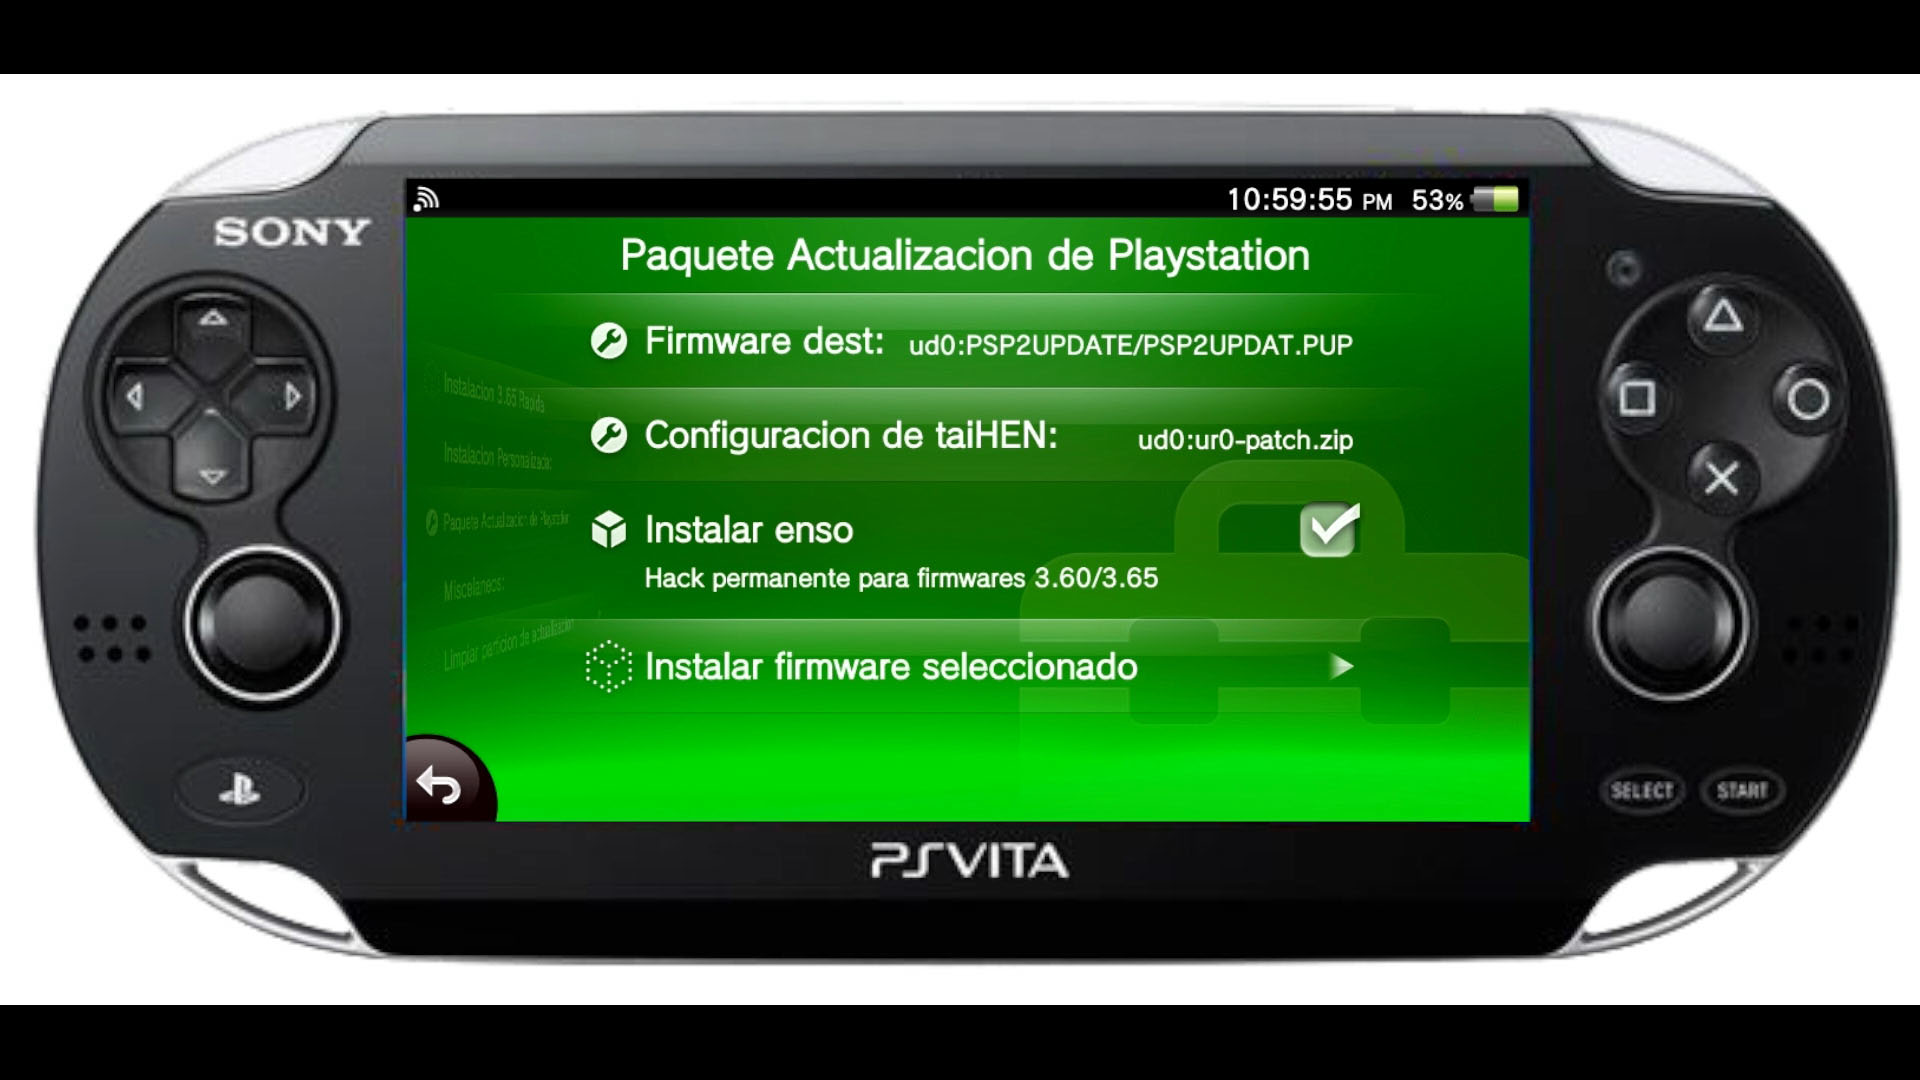 10:59:55 PM 53%
SONY
Paquete Actualizacion de Playstation
Firmware dest: ud0:PSP2UPDATE/PSP2UPDAT.PUP
Instalacion 3.65 Rapida
Configuracion de taiHEN: ud0:ur0-patch.zip
Instalacion Personalizada:
Paquete Actualizacion de Playstation
Instalar enso
Hack permanente para firmwares 3.60/3.65
Miscelaneos:
Limpiar particion de actualizacion
Instalar firmware seleccionado
SELECT START
PSVITA